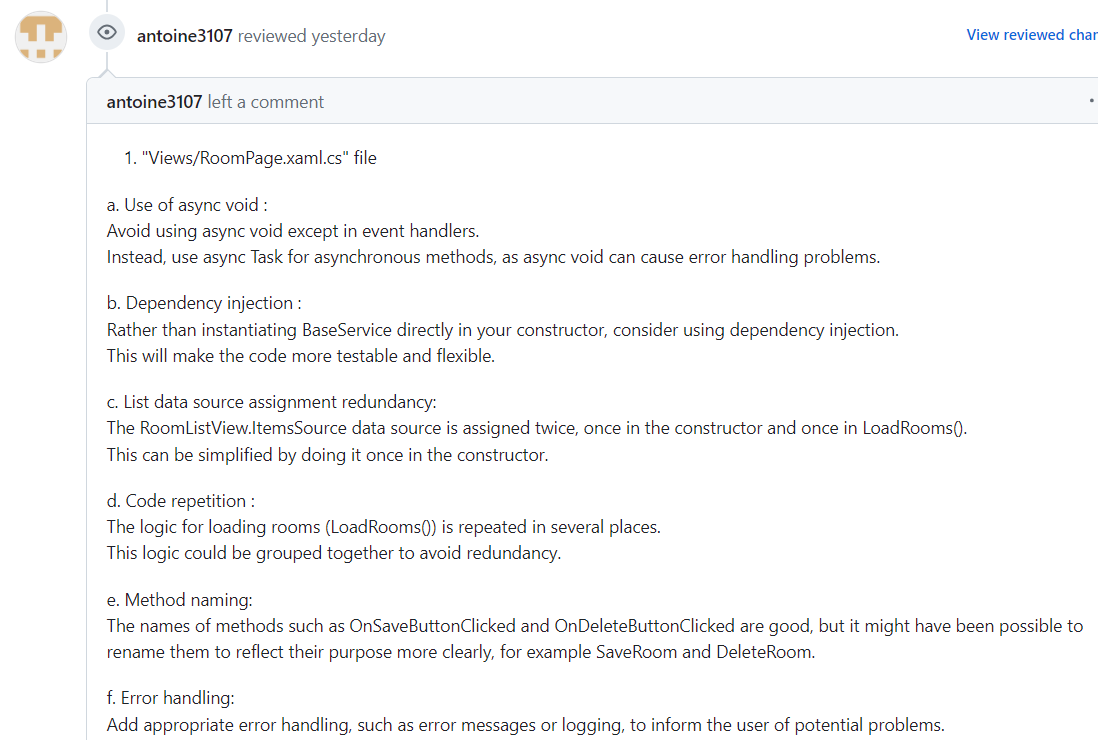 antoine3107 reviewed yesterday
View reviewed
antoine3107 left a comment
1. "Views/RoomPage.xaml.cs" file
a. Use of async void :
Avoid using async void except in event handlers.
Instead, use async Task for asynchronous methods, as async void can cause error handling problems.
b. Dependency injection :
Rather than instantiating BaseService directly in your constructor, consider using dependency injection.
This will make the code more testable and flexible.
c. List data source assignment redundancy:
The RoomListView.ItemsSource data source is assigned twice, once in the constructor and once in LoadRooms().
This can be simplified by doing it once in the constructor.
d. Code repetition :
The logic for loading rooms (LoadRooms()) is repeated in several places.
This logic could be grouped together to avoid redundancy.
e. Method naming:
The names of methods such as OnSaveButtonClicked and OnDeleteButtonClicked are good, but it might have been possible to
rename them to reflect their purpose more clearly, for example SaveRoom and DeleteRoom.
f. Error handling:
Add appropriate error handling, such as error messages or logging, to inform the user of potential problems.